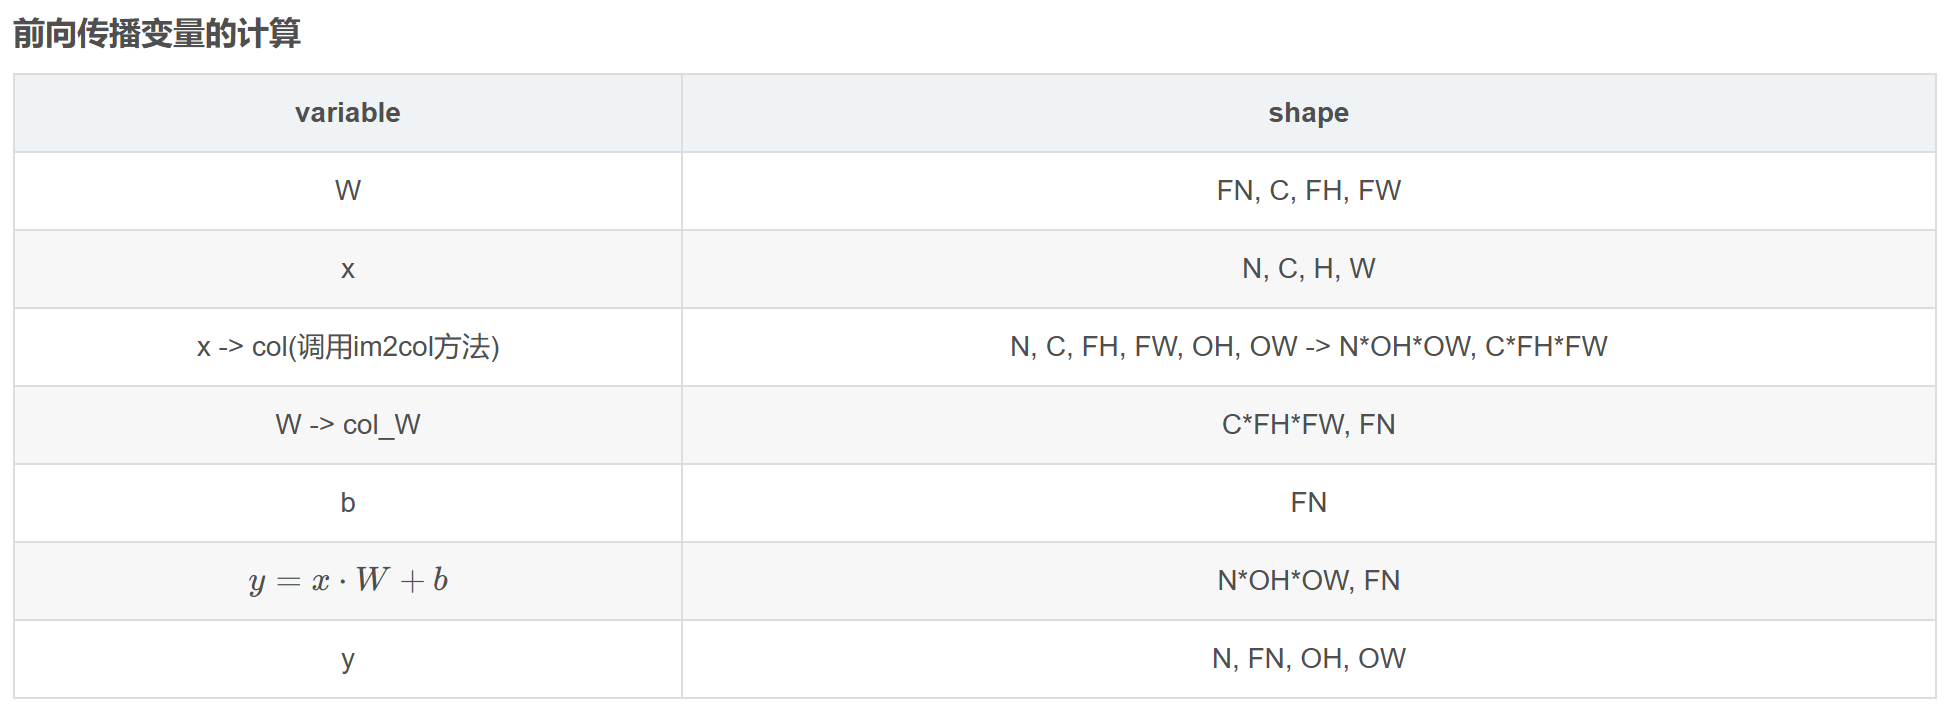 前向传播变量的计算
variable shape
W FN, C, FH, FW
x N, C, H, W
x -> col(调用im2col方法) N, C, FH, FW, OH, OW -> N*OH*OW, C*FH*FW
W -> col_W C*FH*FW, FN
b FN
y = x · W + b N*OH*OW, FN
y N, FN, OH, OW